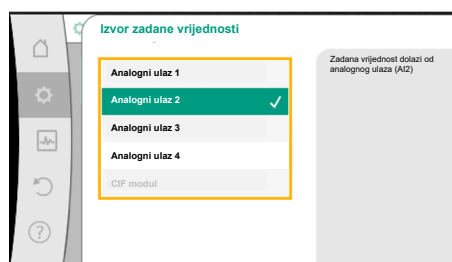 Izvor zadane vrijednosti
Analogni ulaz 1
Analogni ulaz 2
Analogni ulaz 3
Analogni ulaz 4
CIF modul
Zadana vrijednost dolazi od
analognog ulaza (AI2)
?